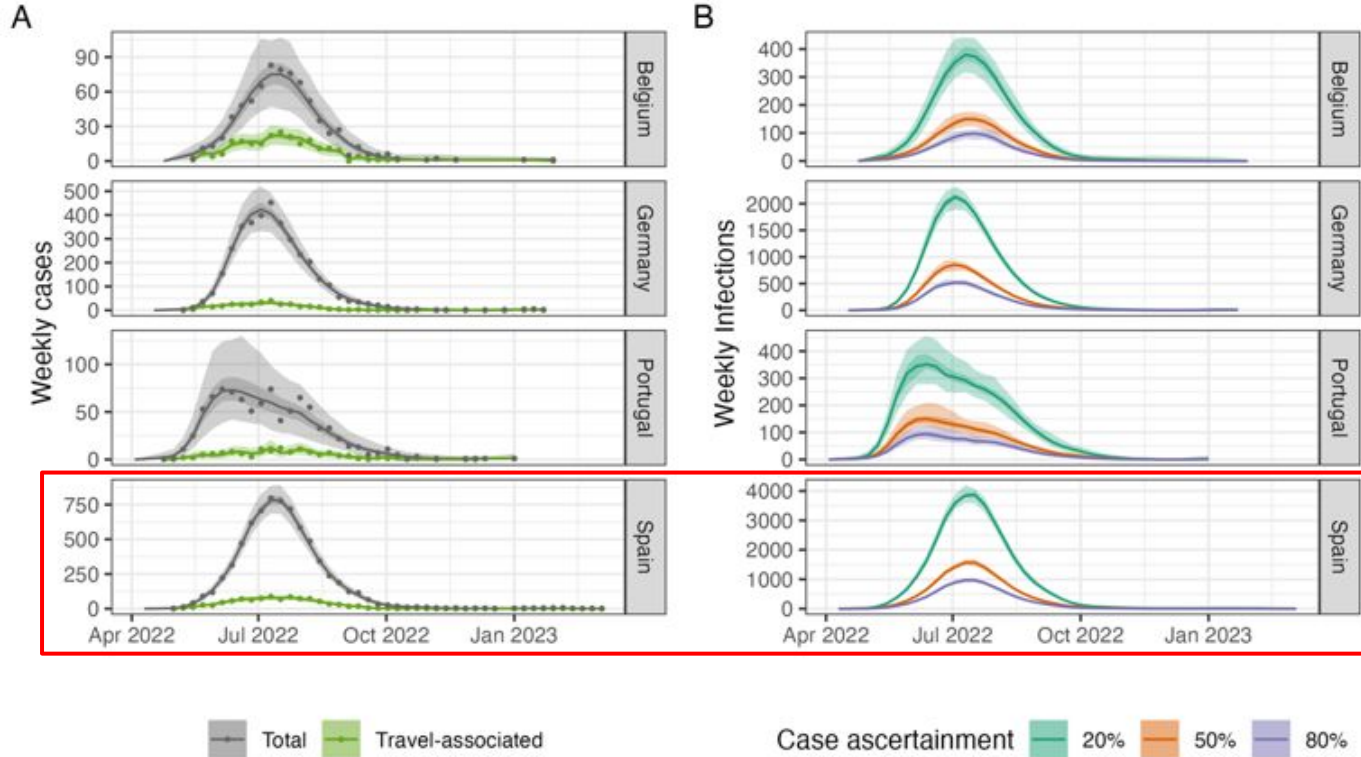 A
B
Weekly cases
90
60
30
0
Belgium
500
400
300
200
100
0
Germany
100
50
0
Portugal
750
500
250
0
Spain
Apr 2022 Jul 2022 Oct 2022 Jan 2023
Weekly Infections
400
300
200
100
0
Belgium
2000
1500
1000
500
0
Germany
400
300
200
100
0
Portugal
4000
3000
2000
1000
0
Spain
Apr 2022 Jul 2022 Oct 2022 Jan 2023
Total Travel-associated
Case ascertainment 20% 50% 80%